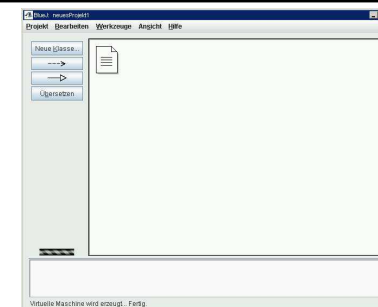 BlueJ: neuesProjekt1
Projekt Bearbeiten Werkzeuge Ansicht Hilfe
Neue Klasse...
Übersetzen
Virtuelle Maschine wird erzeugt... Fertig.